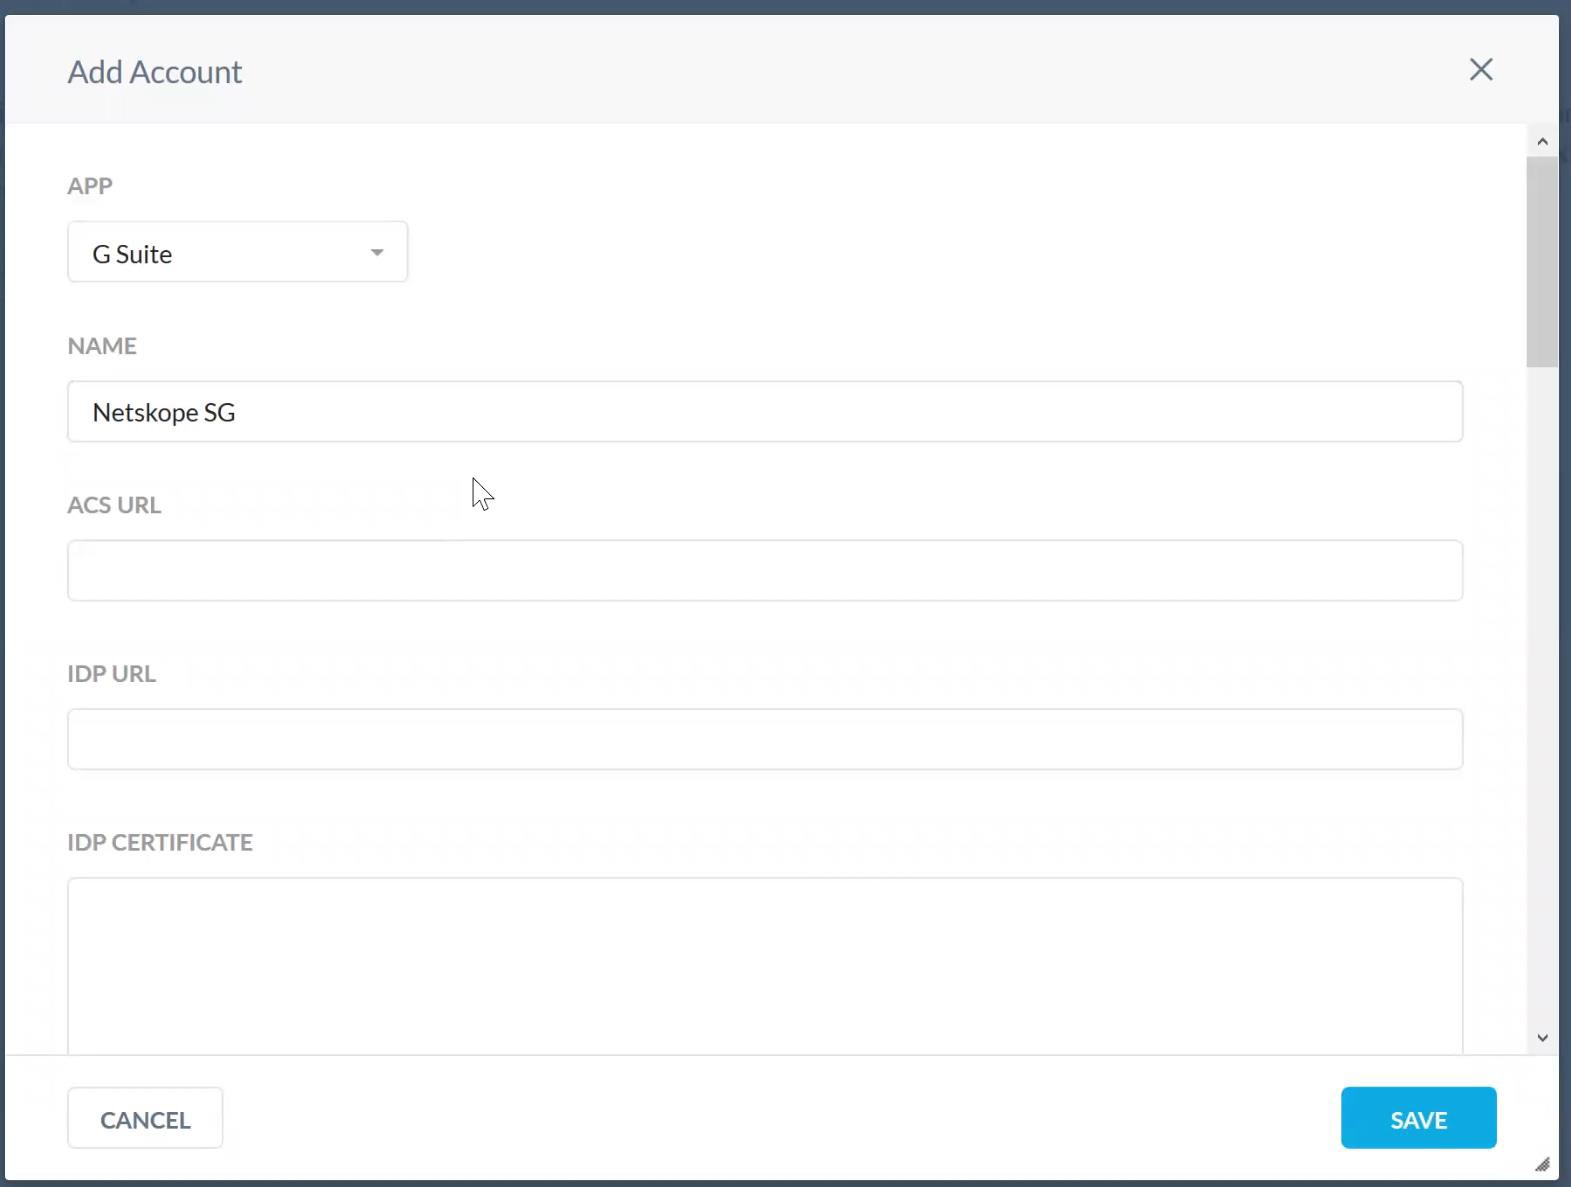 Add Account
APP
G Suite
NAME
Netskope SG
ACS URL
IDP URL
IDP CERTIFICATE
CANCEL
SAVE